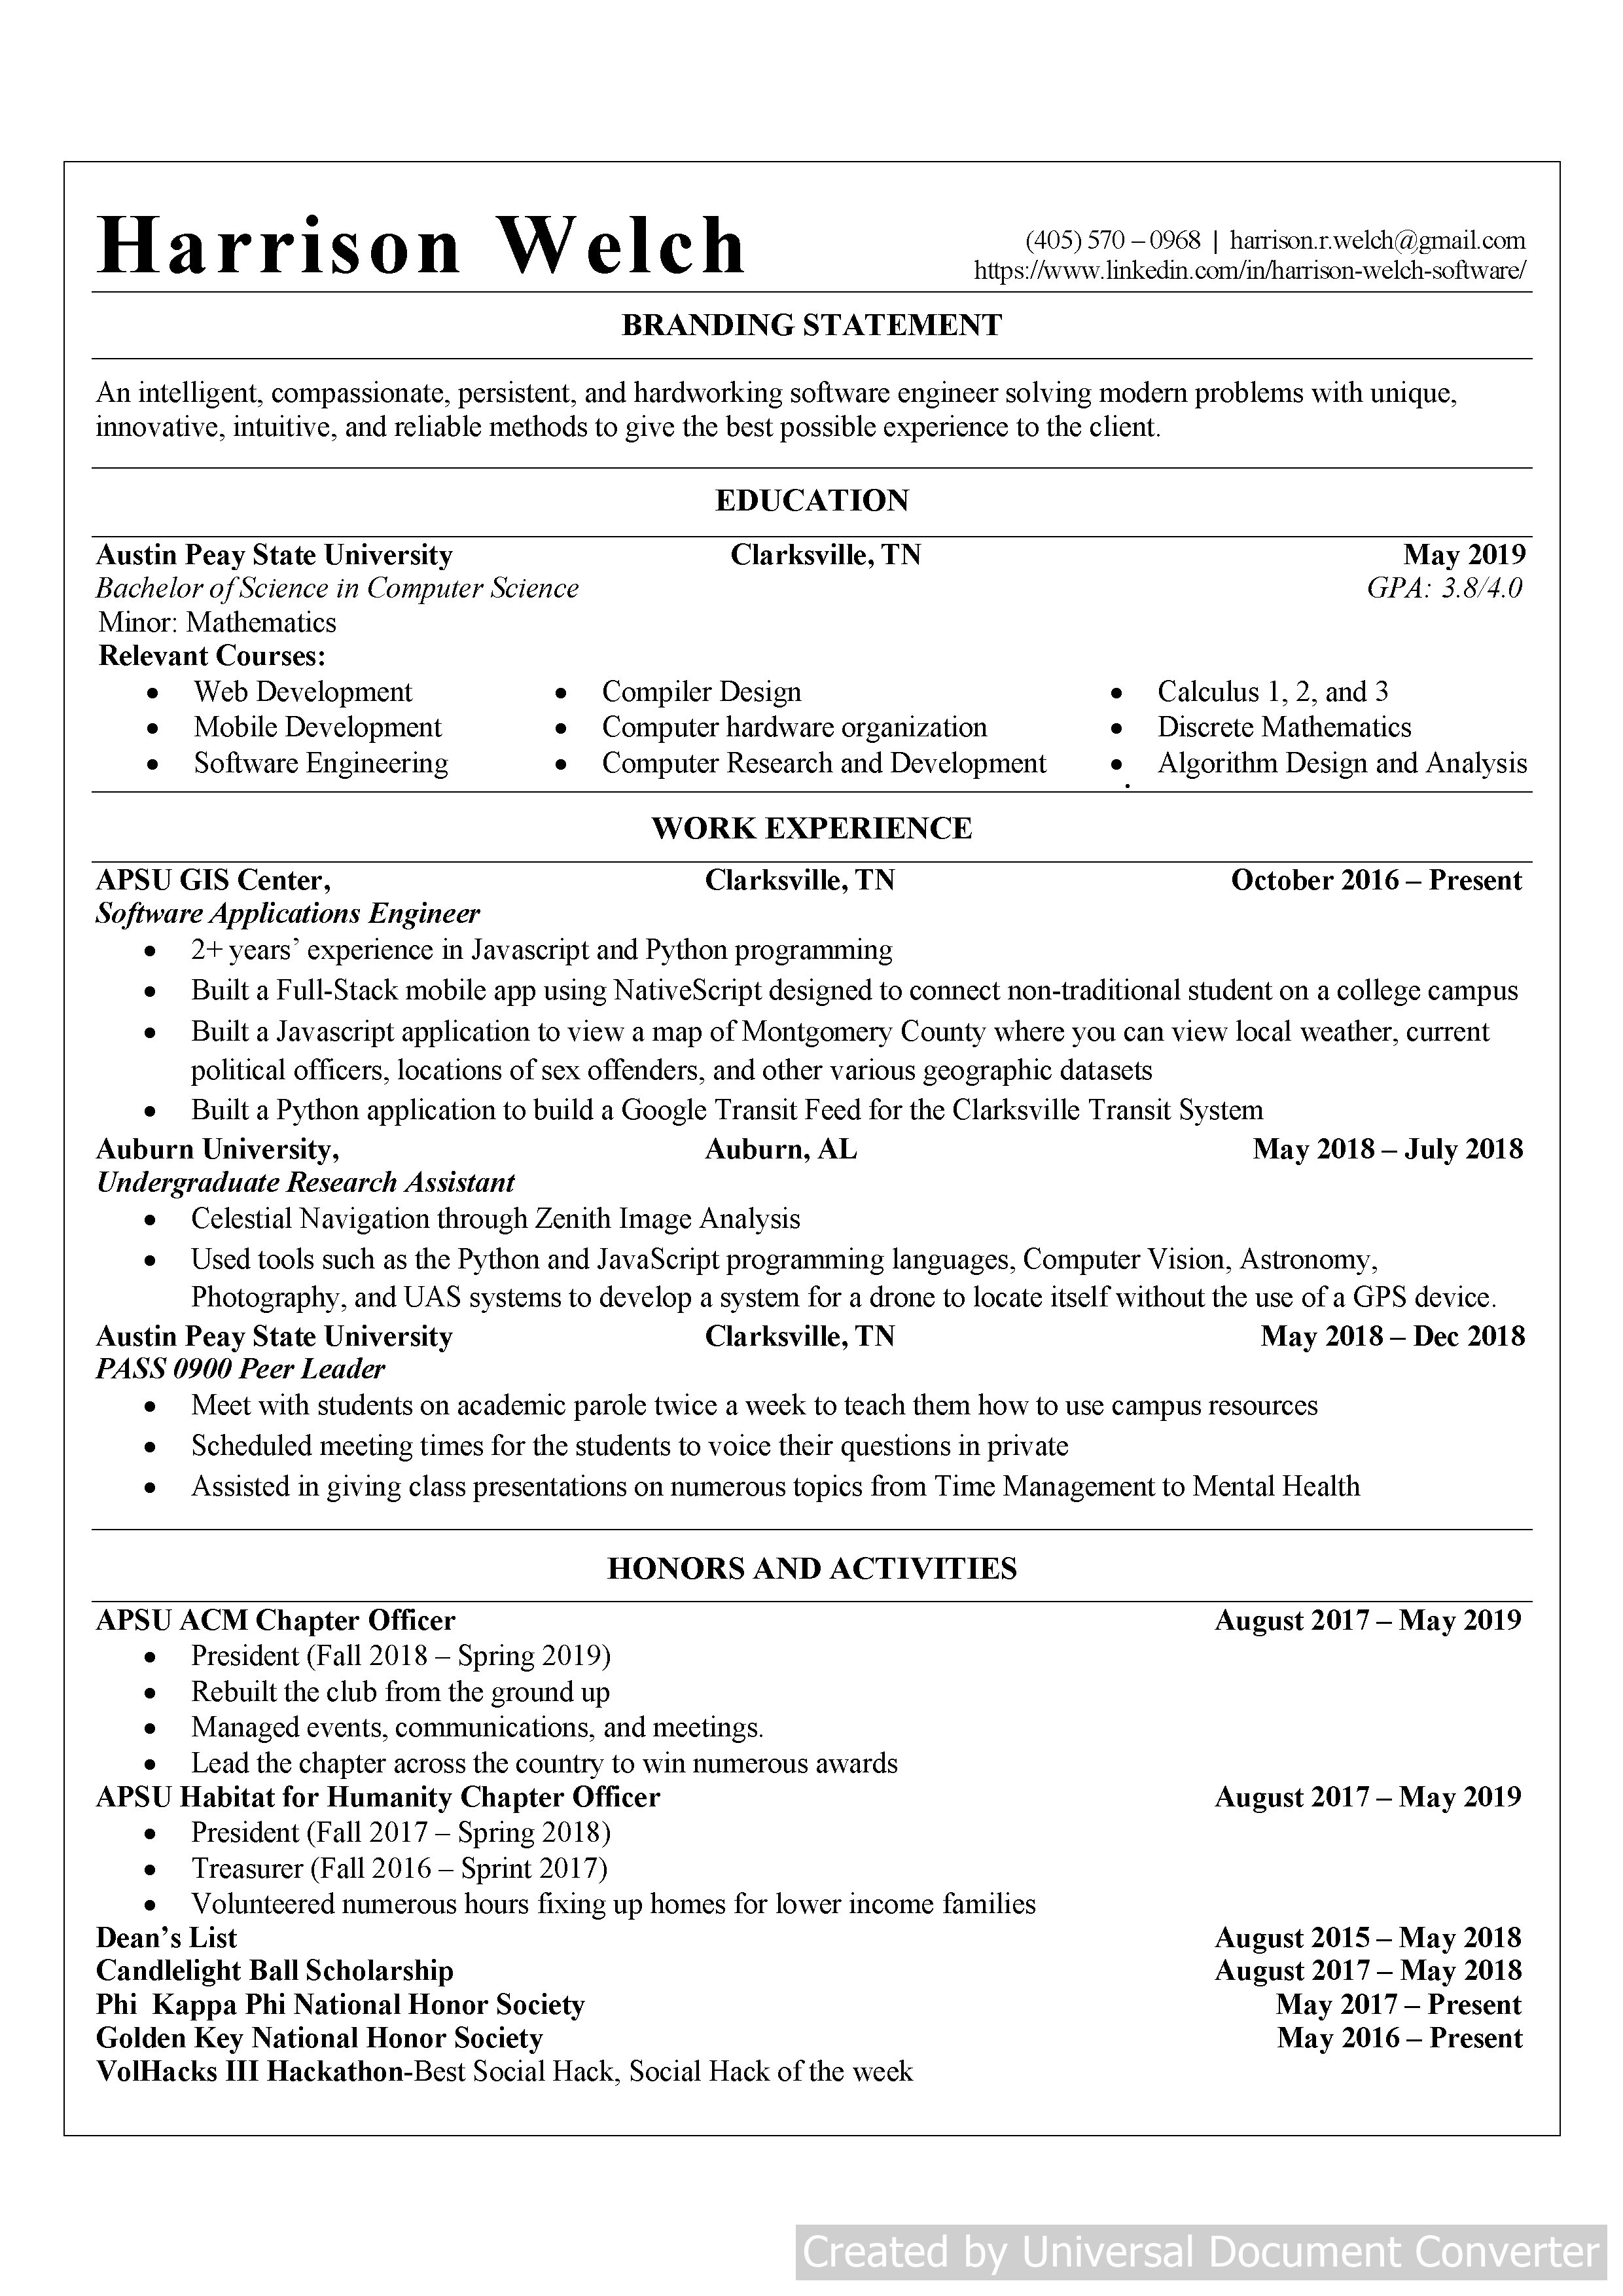 Harrison Welch
(405) 570 – 0968 | harrison.r.welch@gmail.com
https://www.linkedin.com/in/harrison-welch-software/
BRANDING STATEMENT
An intelligent, compassionate, persistent, and hardworking software engineer solving modern problems with unique,
innovative, intuitive, and reliable methods to give the best possible experience to the client.
EDUCATION
Austin Peay State University Clarksville, TN May 2019
Bachelor of Science in Computer Science GPA: 3.8/4.0
Minor: Mathematics
Relevant Courses:
• Web Development • Compiler Design • Calculus 1, 2, and 3
• Mobile Development • Computer hardware organization • Discrete Mathematics
• Software Engineering • Computer Research and Development • Algorithm Design and Analysis
.
WORK EXPERIENCE
APSU GIS Center, Clarksville, TN October 2016 – Present
Software Applications Engineer
• 2+ years’ experience in Javascript and Python programming
• Built a Full-Stack mobile app using NativeScript designed to connect non-traditional student on a college campus
• Built a Javascript application to view a map of Montgomery County where you can view local weather, current
political officers, locations of sex offenders, and other various geographic datasets
• Built a Python application to build a Google Transit Feed for the Clarksville Transit System
Auburn University, Auburn, AL May 2018 – July 2018
Undergraduate Research Assistant
• Celestial Navigation through Zenith Image Analysis
• Used tools such as the Python and JavaScript programming languages, Computer Vision, Astronomy,
Photography, and UAS systems to develop a system for a drone to locate itself without the use of a GPS device.
Austin Peay State University Clarksville, TN May 2018 – Dec 2018
PASS 0900 Peer Leader
• Meet with students on academic parole twice a week to teach them how to use campus resources
• Scheduled meeting times for the students to voice their questions in private
• Assisted in giving class presentations on numerous topics from Time Management to Mental Health
HONORS AND ACTIVITIES
APSU ACM Chapter Officer August 2017 – May 2019
• President (Fall 2018 – Spring 2019)
• Rebuilt the club from the ground up
• Managed events, communications, and meetings.
• Lead the chapter across the country to win numerous awards
APSU Habitat for Humanity Chapter Officer August 2017 – May 2019
• President (Fall 2017 – Spring 2018)
• Treasurer (Fall 2016 – Sprint 2017)
• Volunteered numerous hours fixing up homes for lower income families
Dean’s List August 2015 – May 2018
Candlelight Ball Scholarship August 2017 – May 2018
Phi Kappa Phi National Honor Society May 2017 – Present
Golden Key National Honor Society May 2016 – Present
VolHacks III Hackathon-Best Social Hack, Social Hack of the week
Created by Universal Document Converter